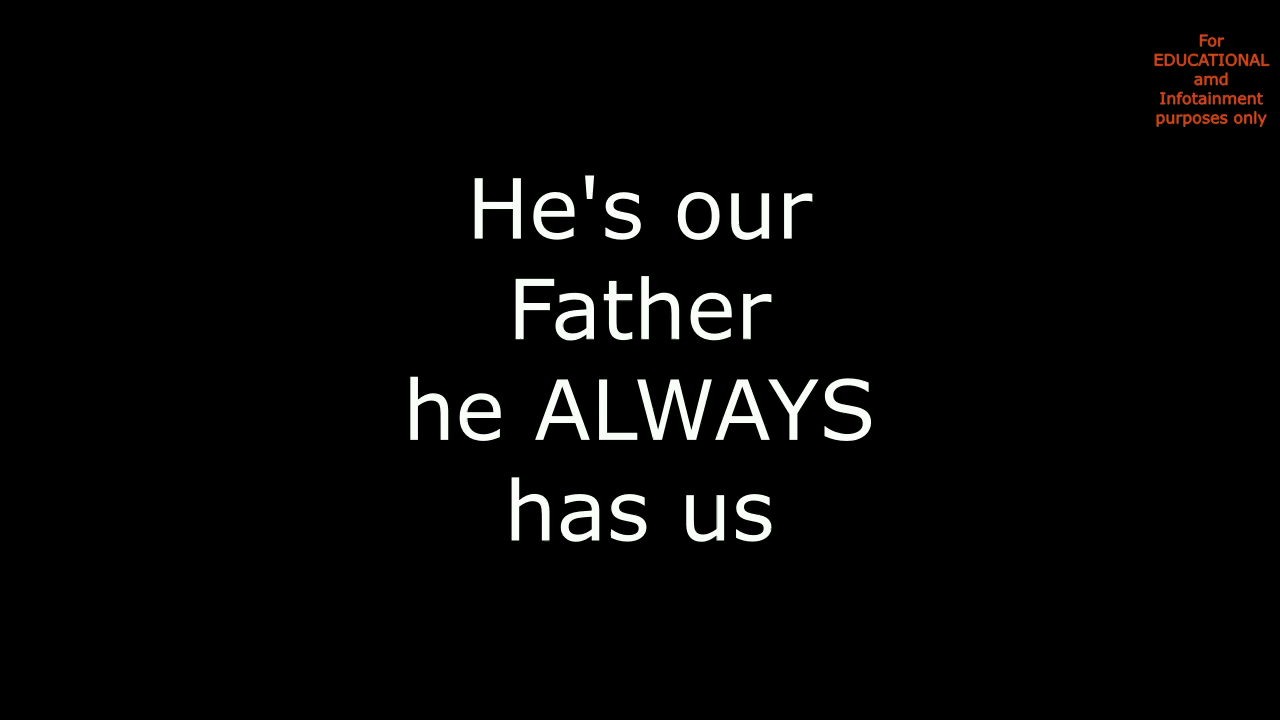 For
EDUCATIONAL
amd
Infotainment
purposes only
He's our
Father
he ALWAYS
has us